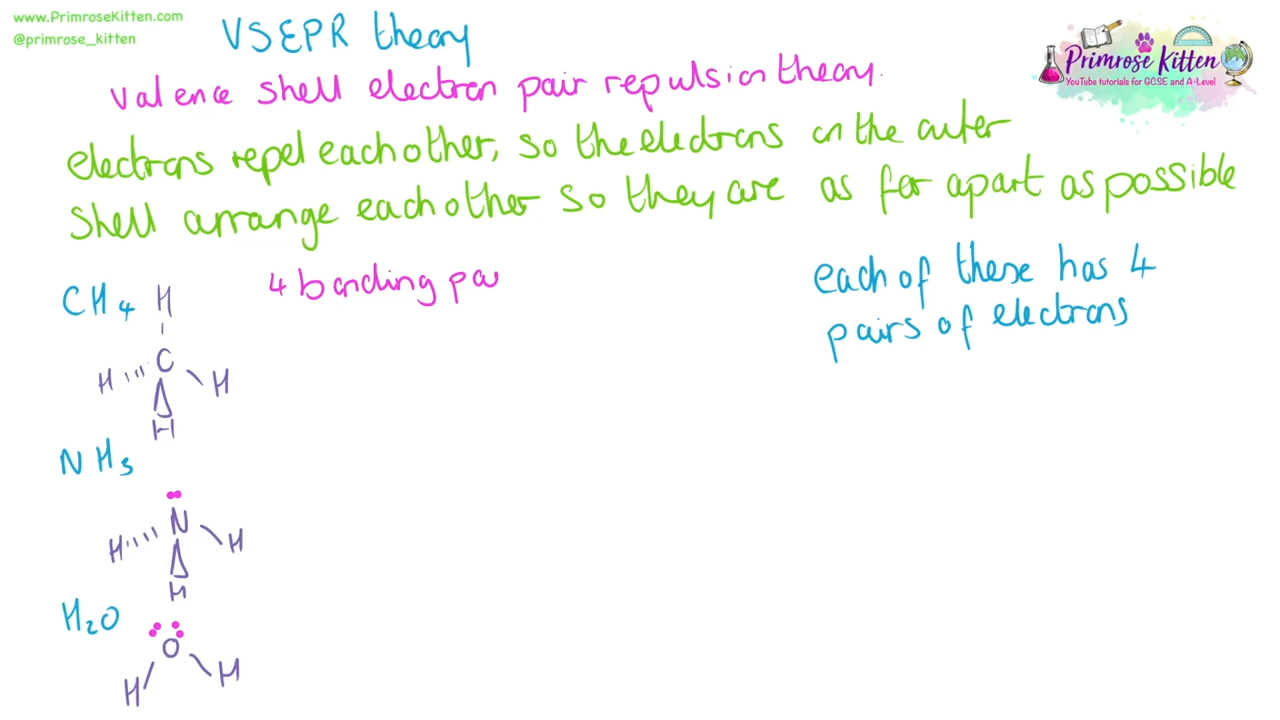 www.PrimroseKitten.com
@primrose_kitten
VSEPR theory
Primrose Kitten
YouTube tutorials for GCSE and A-Level
valence shell electron pair repulsion theory.
electrons repel each other, so the electrons on the outer
shell arrange each other so they are as far apart as possible
each of these has 4
pairs of electrons
CH4
4 bonding pa
H
C
H
H
H
NH3
N
H
H
H
H2O
O
H
H